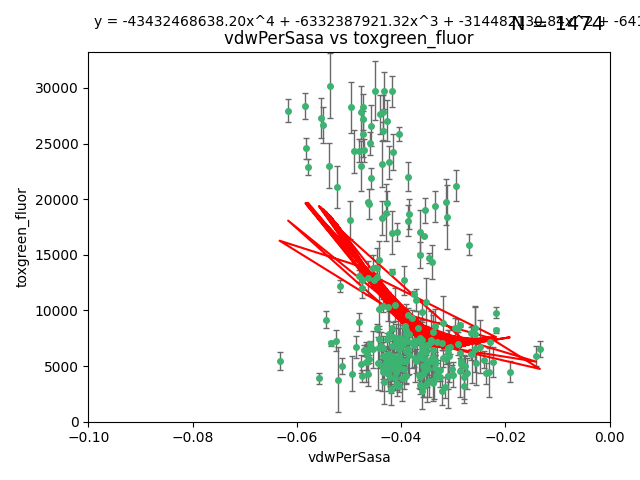 y = -43432468638.20x^4 + -6332387921.32x^3 + -314482
N = 1474
vdwPerSasa vs toxgreen_fluor
30000
25000
20000
15000
10000
5000
0
toxgreen_fluor
−0.10 −0.08 −0.06 −0.04 −0.02 0.00
vdwPerSasa